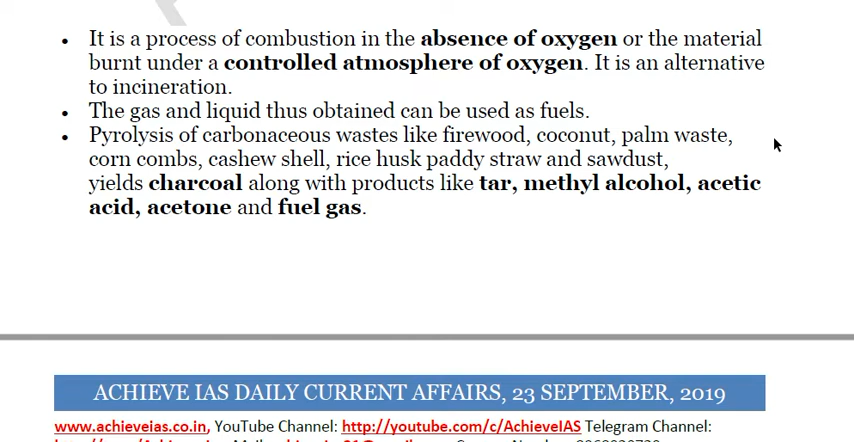 • It is a process of combustion in the absence of oxygen or the material
burnt under a controlled atmosphere of oxygen. It is an alternative
to incineration.
• The gas and liquid thus obtained can be used as fuels.
• Pyrolysis of carbonaceous wastes like firewood, coconut, palm waste,
corn combs, cashew shell, rice husk paddy straw and sawdust,
yields charcoal along with products like tar, methyl alcohol, acetic
acid, acetone and fuel gas.
ACHIEVE IAS DAILY CURRENT AFFAIRS, 23 SEPTEMBER, 2019
www.achieveias.co.in, YouTube Channel: http://youtube.com/c/AchieveIAS Telegram Channel: